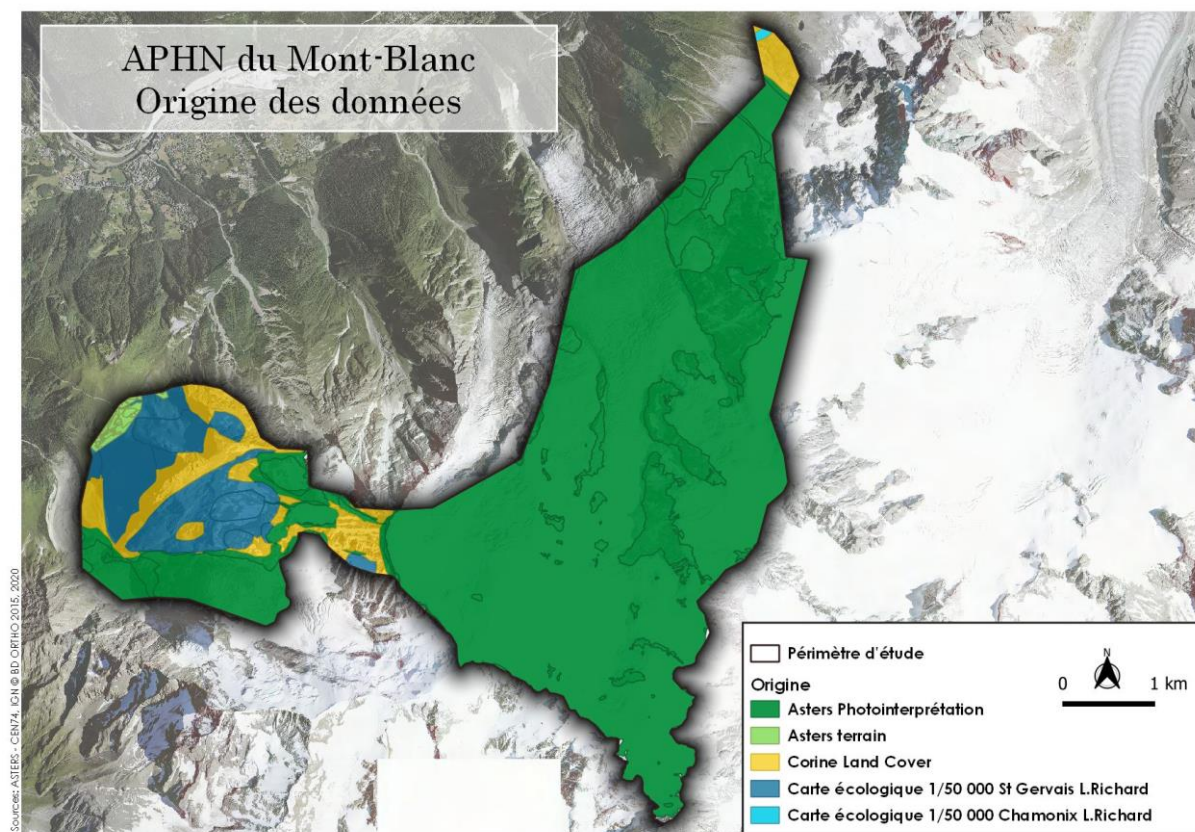 APHN du Mont-Blanc
Origine des données
Sources: ASTERS - CEN74, IGN © BD ORTHO 2015, 2020
Périmètre d'étude
Origine
Asters Photointerprétation
Asters terrain
Corine Land Cover
Carte écologique 1/50 000 St Gervais L.Richard
Carte écologique 1/50 000 Chamonix L.Richard
N
0 1 km